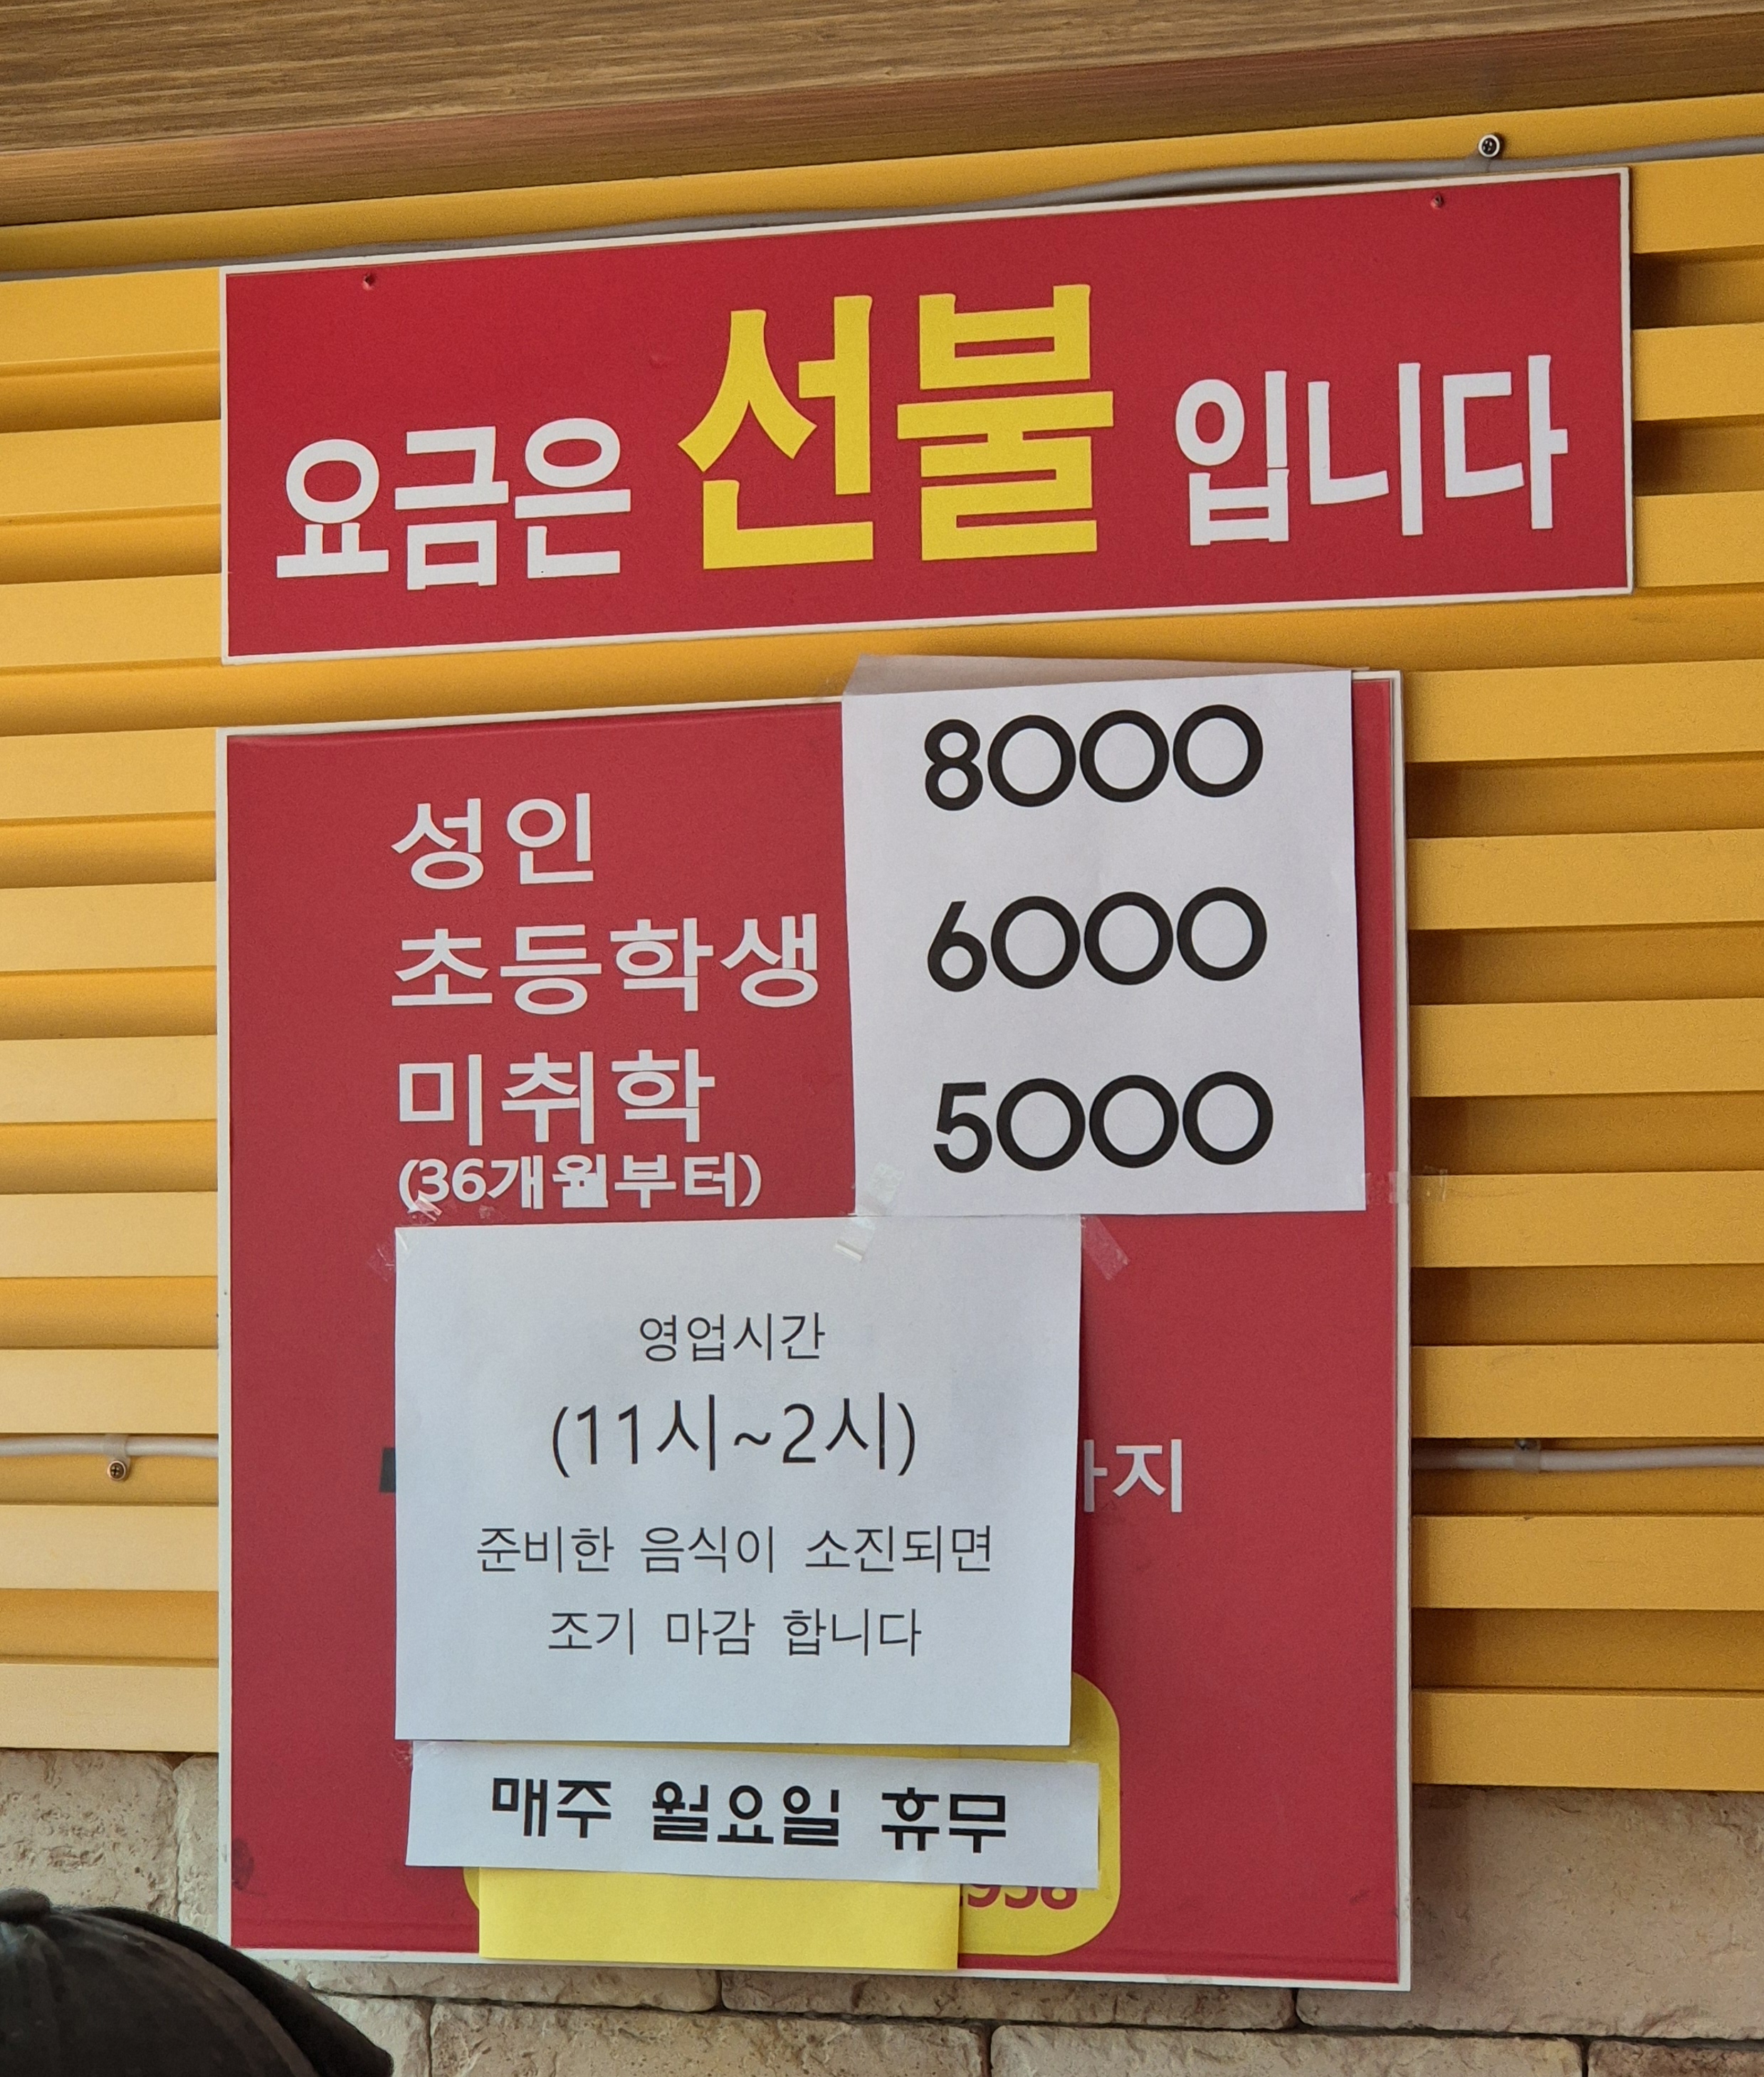 요금은 선불 입니다
성인 8000
초등학생 6000
미취학 5000
(36개월부터)
영업시간
(11시~2시)
준비한 음식이 소진되면
조기 마감 합니다
매주 월요일 휴무